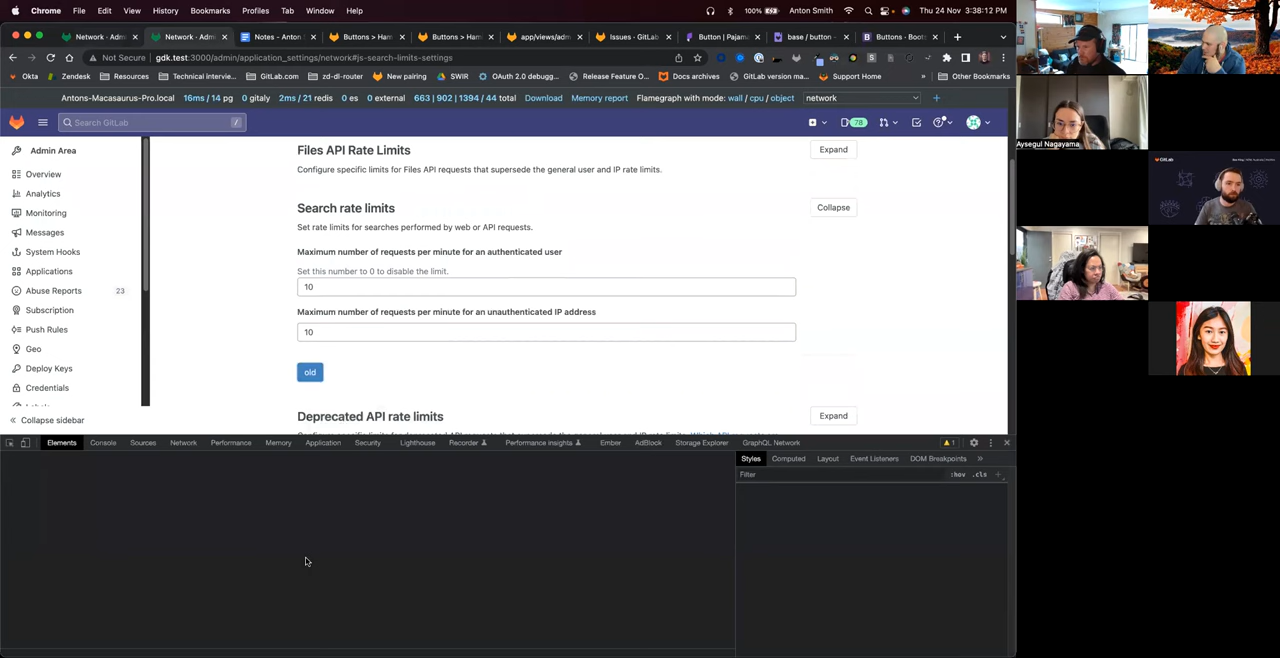 Chrome File Edit View History Bookmarks Profiles Tab Window Help 100% Anton Smith Thu 24 Nov 3:38:12 PM
Network · Adm Network · Adm Notes - Anton Buttons > Ham Buttons > Ham app/views/adm Issues · GitLab Button | Pajama base / button - Buttons · Boots
Not Secure | gdk.test:3000/admin/application_settings/network#js-search-limits-settings
Okta Zendesk Resources Technical intervie... GitLab.com zd-dl-router New pairing SWIR OAuth 2.0 debugg... Release Feature O... Docs archives GitLab version ma... Support Home » Other Bookmarks
Antons-Macasaurus-Pro.local 16ms / 14 pg 0 gitaly 2ms / 21 redis 0 es 0 external 663 | 902 | 1394 / 44 total Download Memory report Flamegraph with mode: wall / cpu / object network +
Search GitLab / 78
Admin Area
Overview
Analytics
Monitoring
Messages
System Hooks
Applications
Abuse Reports 23
Subscription
Push Rules
Geo
Deploy Keys
Credentials
Collapse sidebar
Files API Rate Limits Expand
Configure specific limits for Files API requests that supersede the general user and IP rate limits.
Search rate limits Collapse
Set rate limits for searches performed by web or API requests.
Maximum number of requests per minute for an authenticated user
Set this number to 0 to disable the limit.
10
Maximum number of requests per minute for an unauthenticated IP address
10
old
Deprecated API rate limits Expand
Elements Console Sources Network Performance Memory Application Security Lighthouse Recorder Performance insights Ember AdBlock Storage Explorer GraphQL Network 1
Styles Computed Layout Event Listeners DOM Breakpoints »
Filter :hov .cls +
Aysegul Nagayama
GitLab